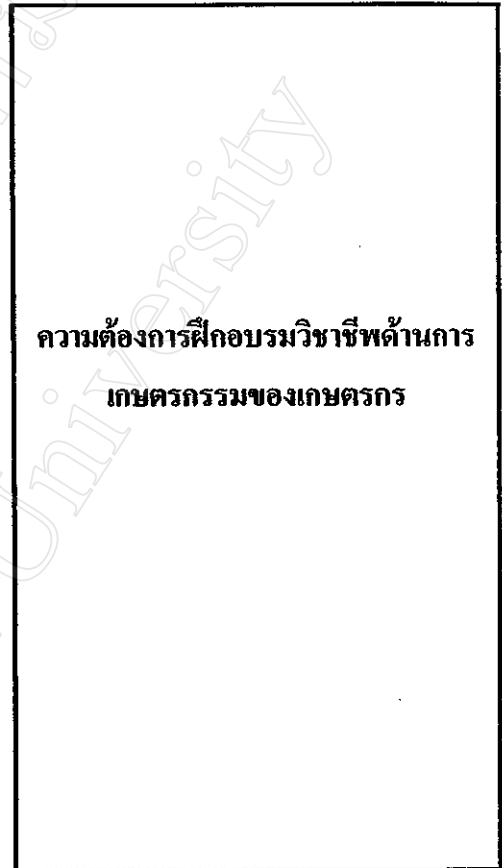 ความต้องการฝึกอบรมวิชาชีพด้านการ
เกษตรกรรมของเกษตรกร
University